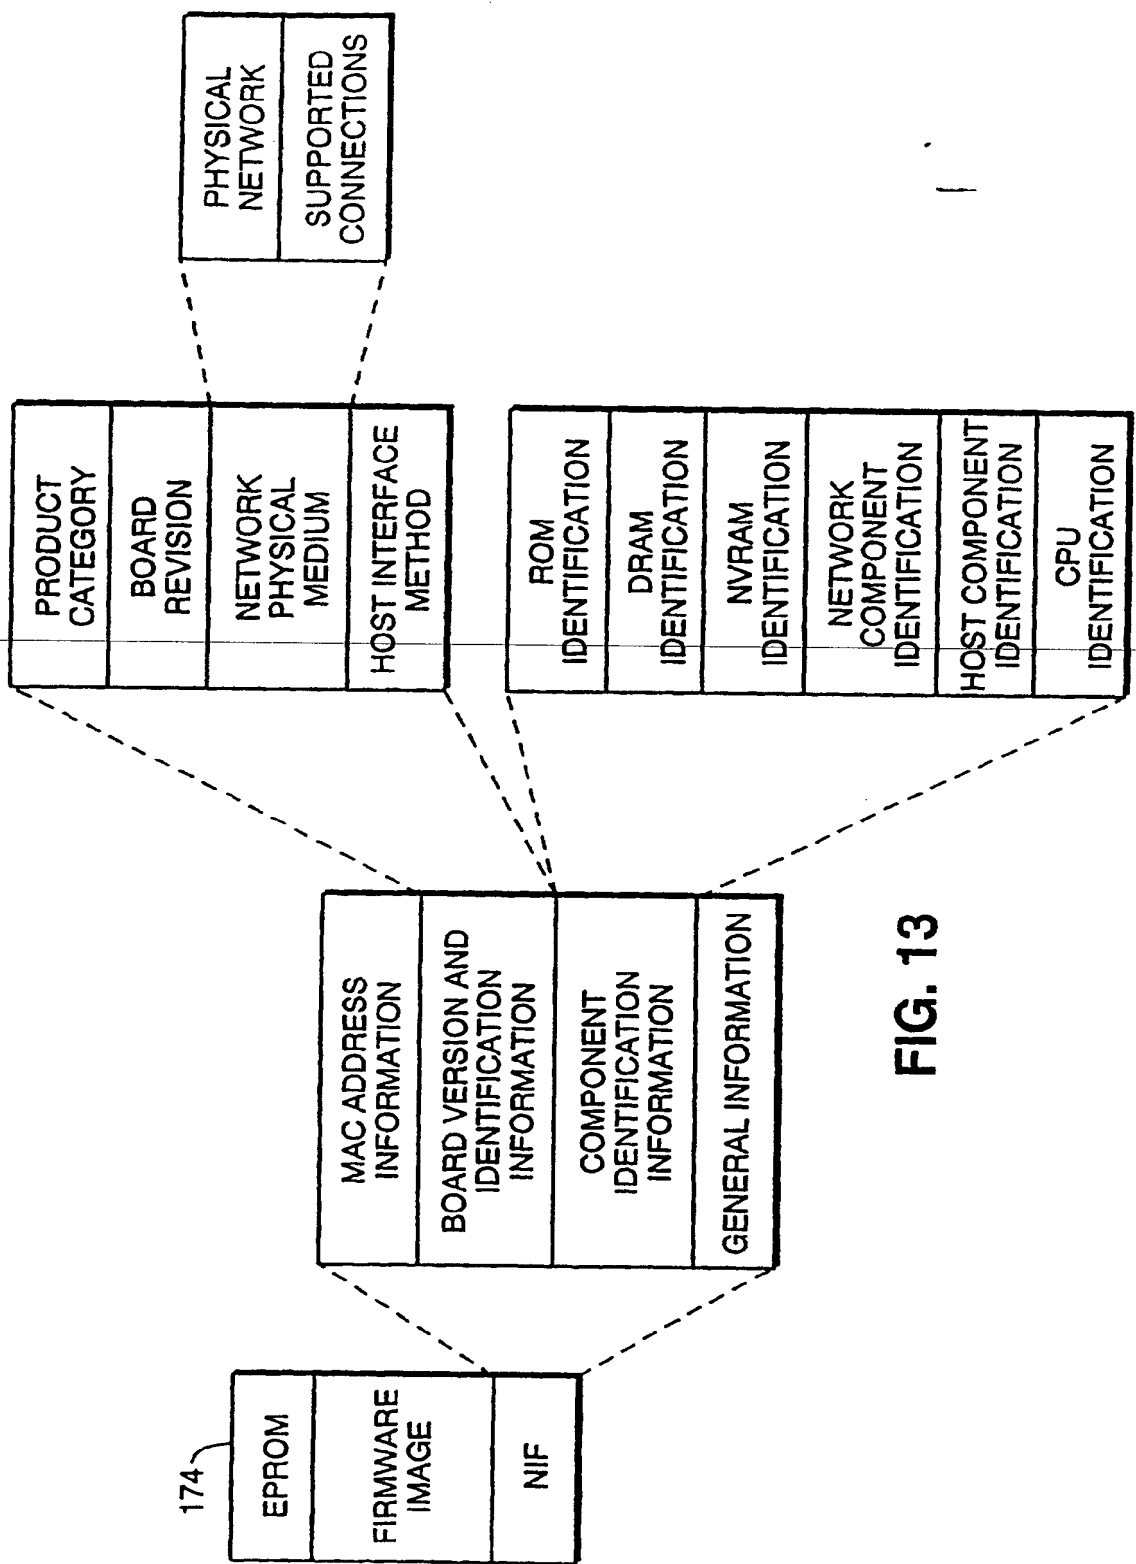 174
EPROM
FIRMWARE
IMAGE
NIF
MAC ADDRESS
INFORMATION
BOARD VERSION AND
IDENTIFICATION
INFORMATION
COMPONENT
IDENTIFICATION
INFORMATION
GENERAL INFORMATION
PRODUCT
CATEGORY
BOARD
REVISION
NETWORK
PHYSICAL
MEDIUM
HOST INTERFACE
METHOD
ROM
IDENTIFICATION
DRAM
IDENTIFICATION
NVRAM
IDENTIFICATION
NETWORK
COMPONENT
IDENTIFICATION
HOST COMPONENT
IDENTIFICATION
CPU
IDENTIFICATION
PHYSICAL
NETWORK
SUPPORTED
CONNECTIONS
FIG. 13